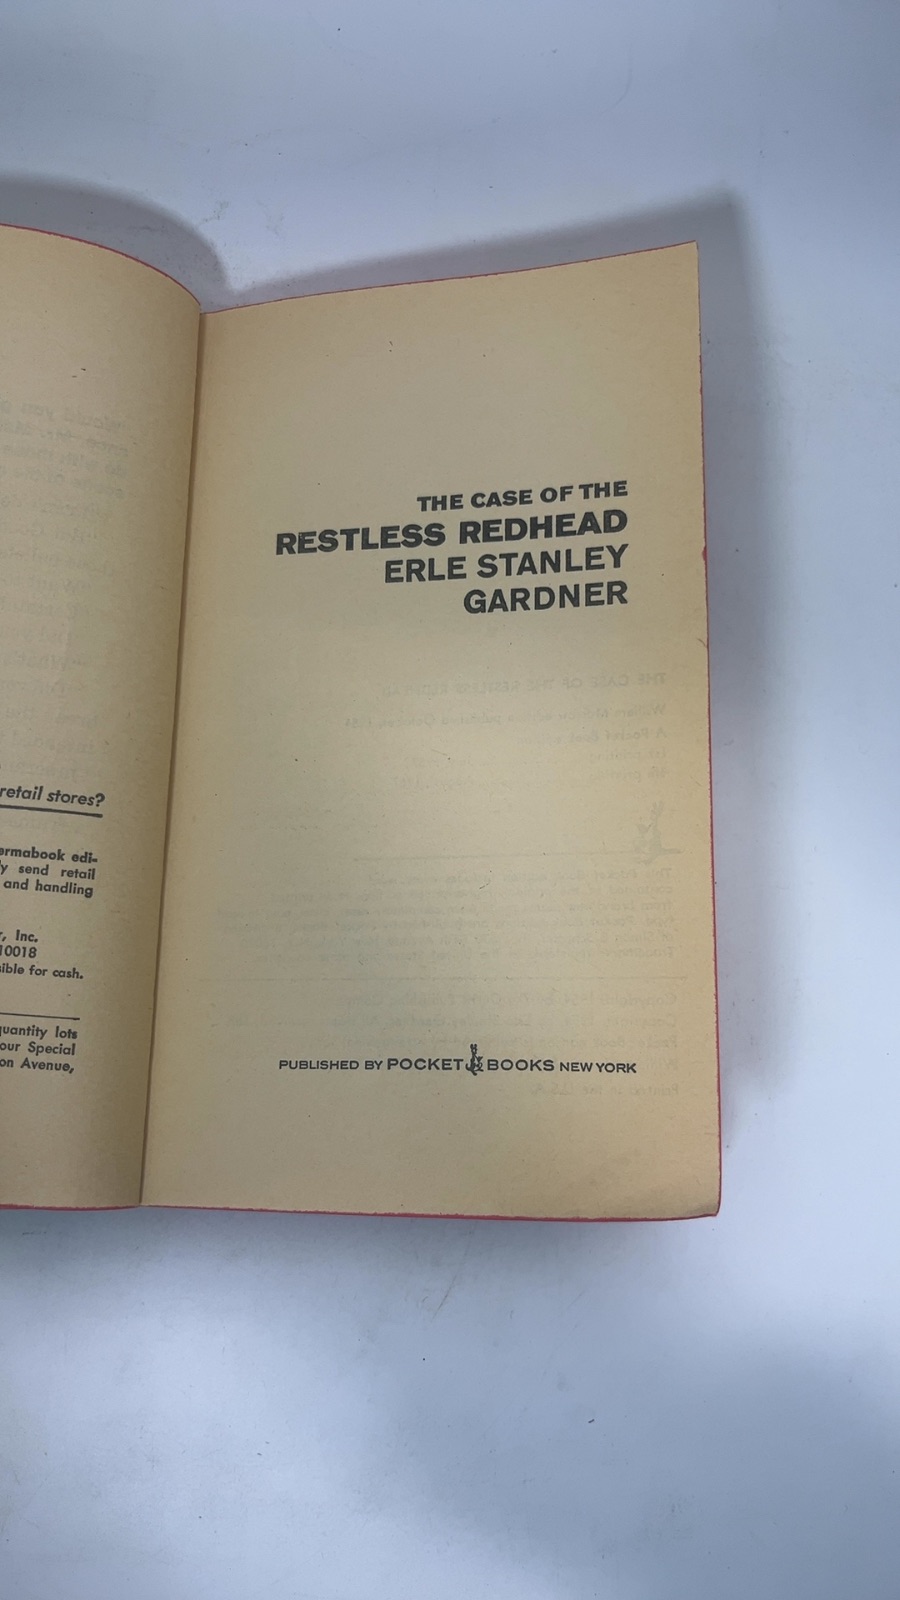 retail stores?
ermabook edi-
y send retail
and handling
, Inc.
10018
sible for cash.
quantity lots
our Special
on Avenue,
THE CASE OF THE
RESTLESS REDHEAD
ERLE STANLEY
GARDNER
PUBLISHED BY POCKET BOOKS NEW YORK